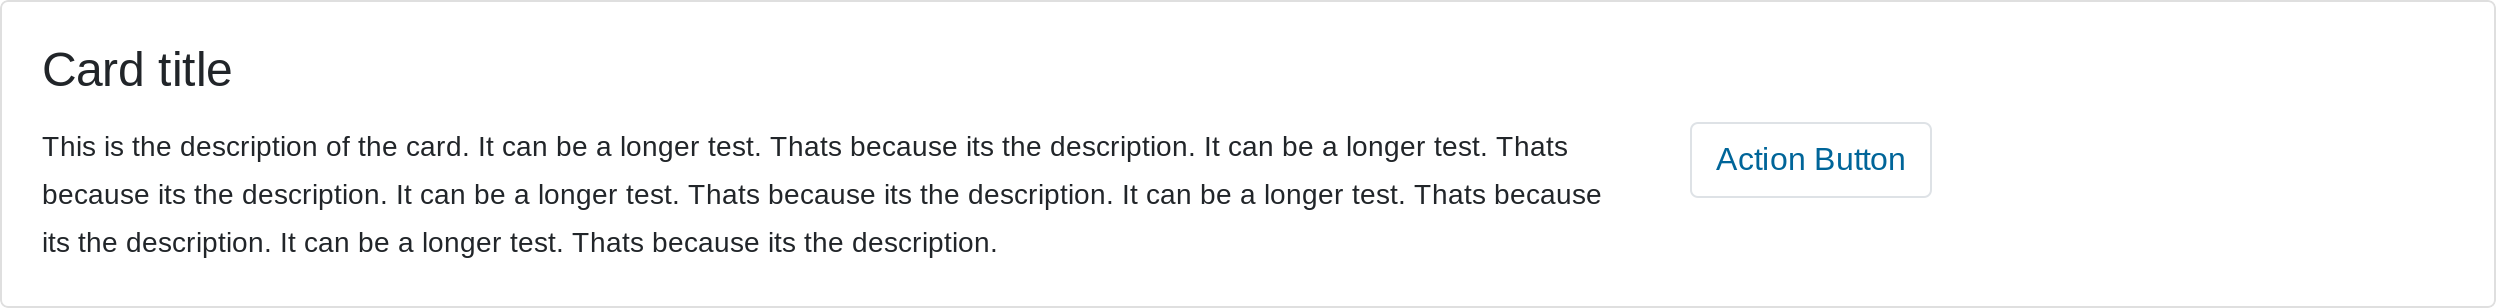 Card title
This is the description of the card. It can be a longer test. Thats because its the description. It can be a longer test. Thats
because its the description. It can be a longer test. Thats because its the description. It can be a longer test. Thats because
its the description. It can be a longer test. Thats because its the description.
Action Button